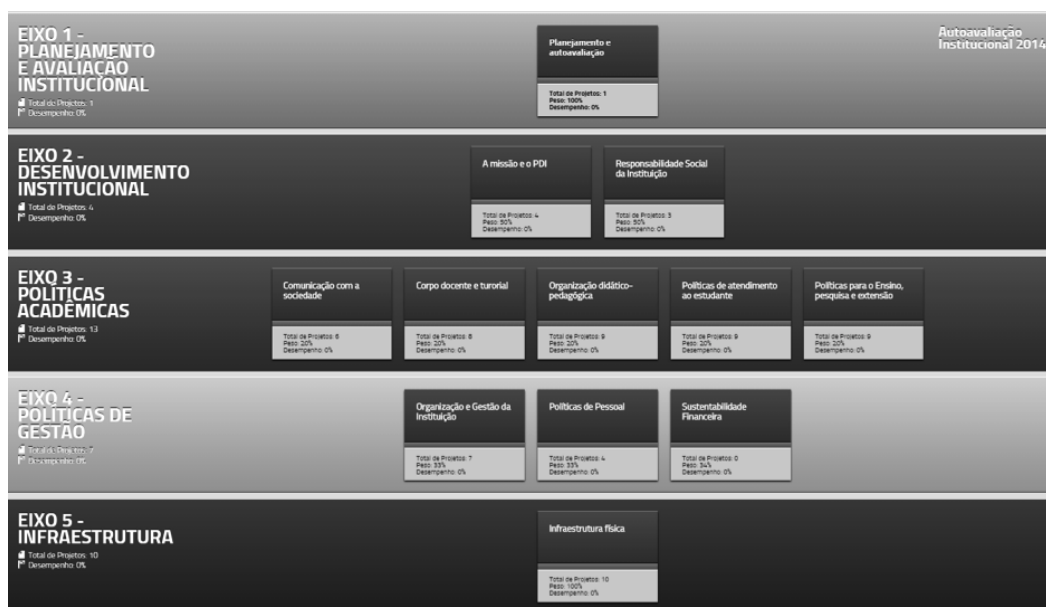 EIXO 1 -
PLANEJAMENTO
E AVALIAÇÃO
INSTITUCIONAL
Total de Projetos: 1
Desempenho: 0%
Planejamento e
autoavaliação
Total de Projetos: 1
Peso: 100%
Desempenho: 0%
Autoavaliação
Institucional 2014
EIXO 2 -
DESENVOLVIMENTO
INSTITUCIONAL
Total de Projetos: 4
Desempenho: 0%
A missão e o PDI
Total de Projetos: 4
Peso: 50%
Desempenho: 0%
Responsabilidade Social
da Instituição
Total de Projetos: 3
Peso: 50%
Desempenho: 0%
EIXO 3 -
POLÍTICAS
ACADÊMICAS
Total de Projetos: 13
Desempenho: 0%
Comunicação com a
sociedade
Total de Projetos: 6
Peso: 20%
Desempenho: 0%
Corpo docente e turorial
Total de Projetos: 8
Peso: 20%
Desempenho: 0%
Organização didático-
pedagógica
Total de Projetos: 9
Peso: 20%
Desempenho: 0%
Políticas de atendimento
ao estudante
Total de Projetos: 9
Peso: 20%
Desempenho: 0%
Políticas para o Ensino,
pesquisa e extensão
Total de Projetos: 9
Peso: 20%
Desempenho: 0%
EIXO 4 -
POLÍTICAS DE
GESTÃO
Total de Projetos: 7
Desempenho: 0%
Organização e Gestão da
Instituição
Total de Projetos: 7
Peso: 33%
Desempenho: 0%
Políticas de Pessoal
Total de Projetos: 4
Peso: 33%
Desempenho: 0%
Sustentabilidade
Financeira
Total de Projetos: 0
Peso: 34%
Desempenho: 0%
EIXO 5 -
INFRAESTRUTURA
Total de Projetos: 10
Desempenho: 0%
Infraestrutura física
Total de Projetos: 10
Peso: 100%
Desempenho: 0%